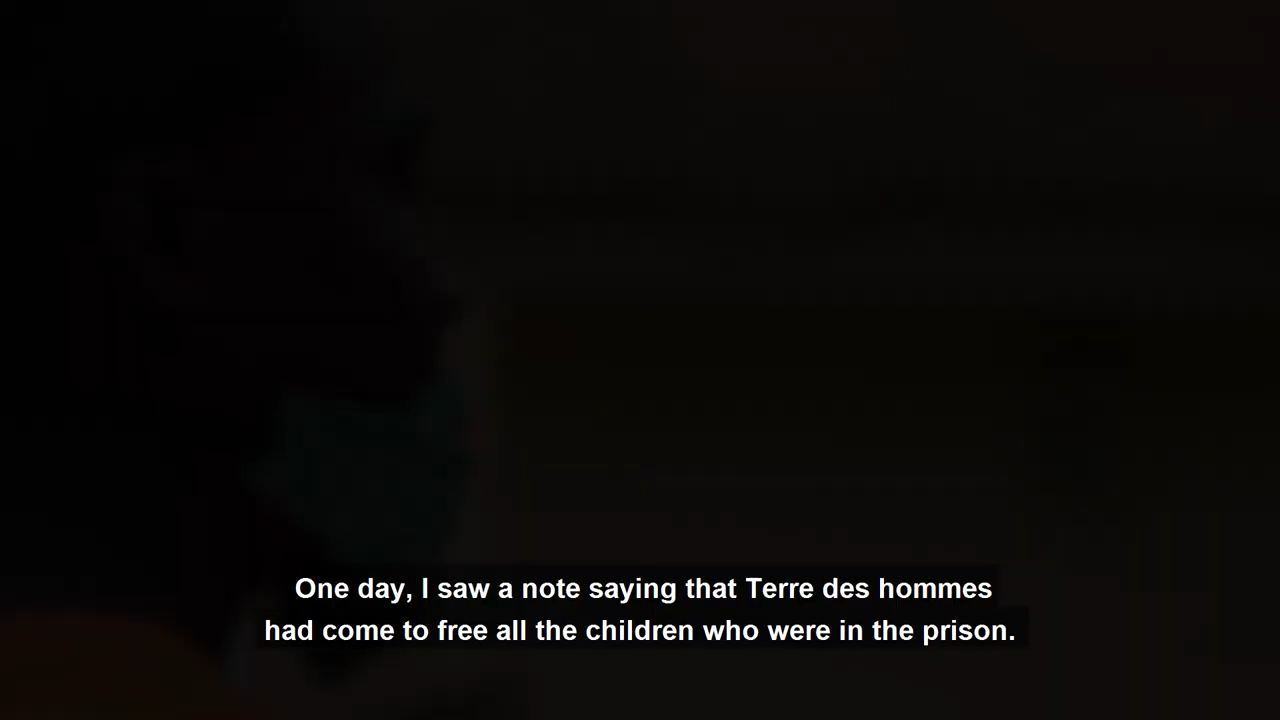 One day, I saw a note saying that Terre des hommes
had come to free all the children who were in the prison.